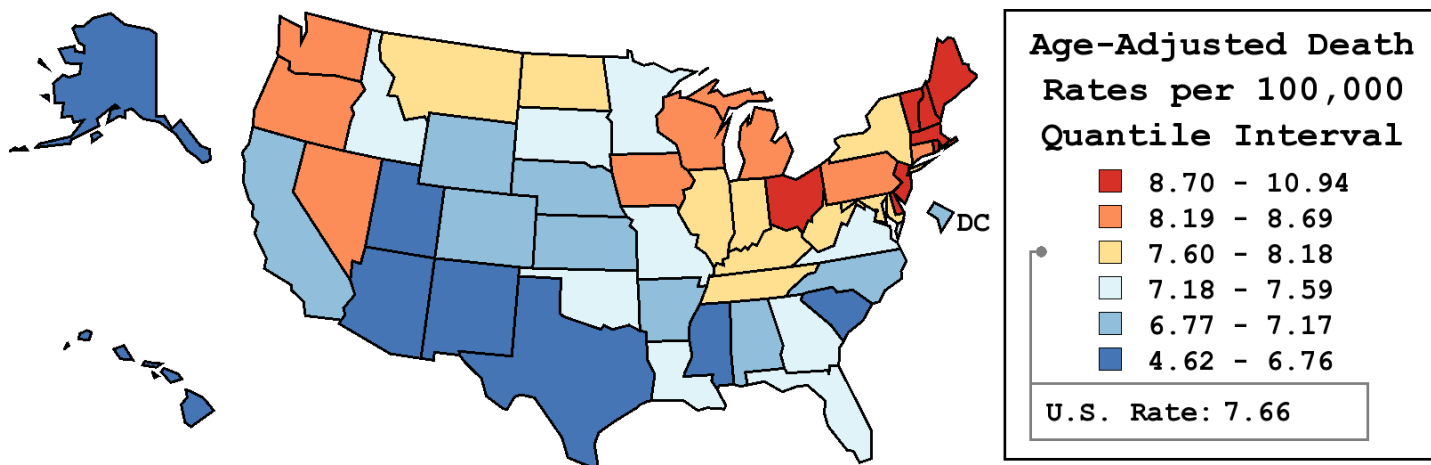 DC
Age-Adjusted Death
Rates per 100,000
Quantile Interval
8.70 - 10.94
8.19 - 8.69
7.60 - 8.18
7.18 - 7.59
6.77 - 7.17
4.62 - 6.76
U.S. Rate: 7.66